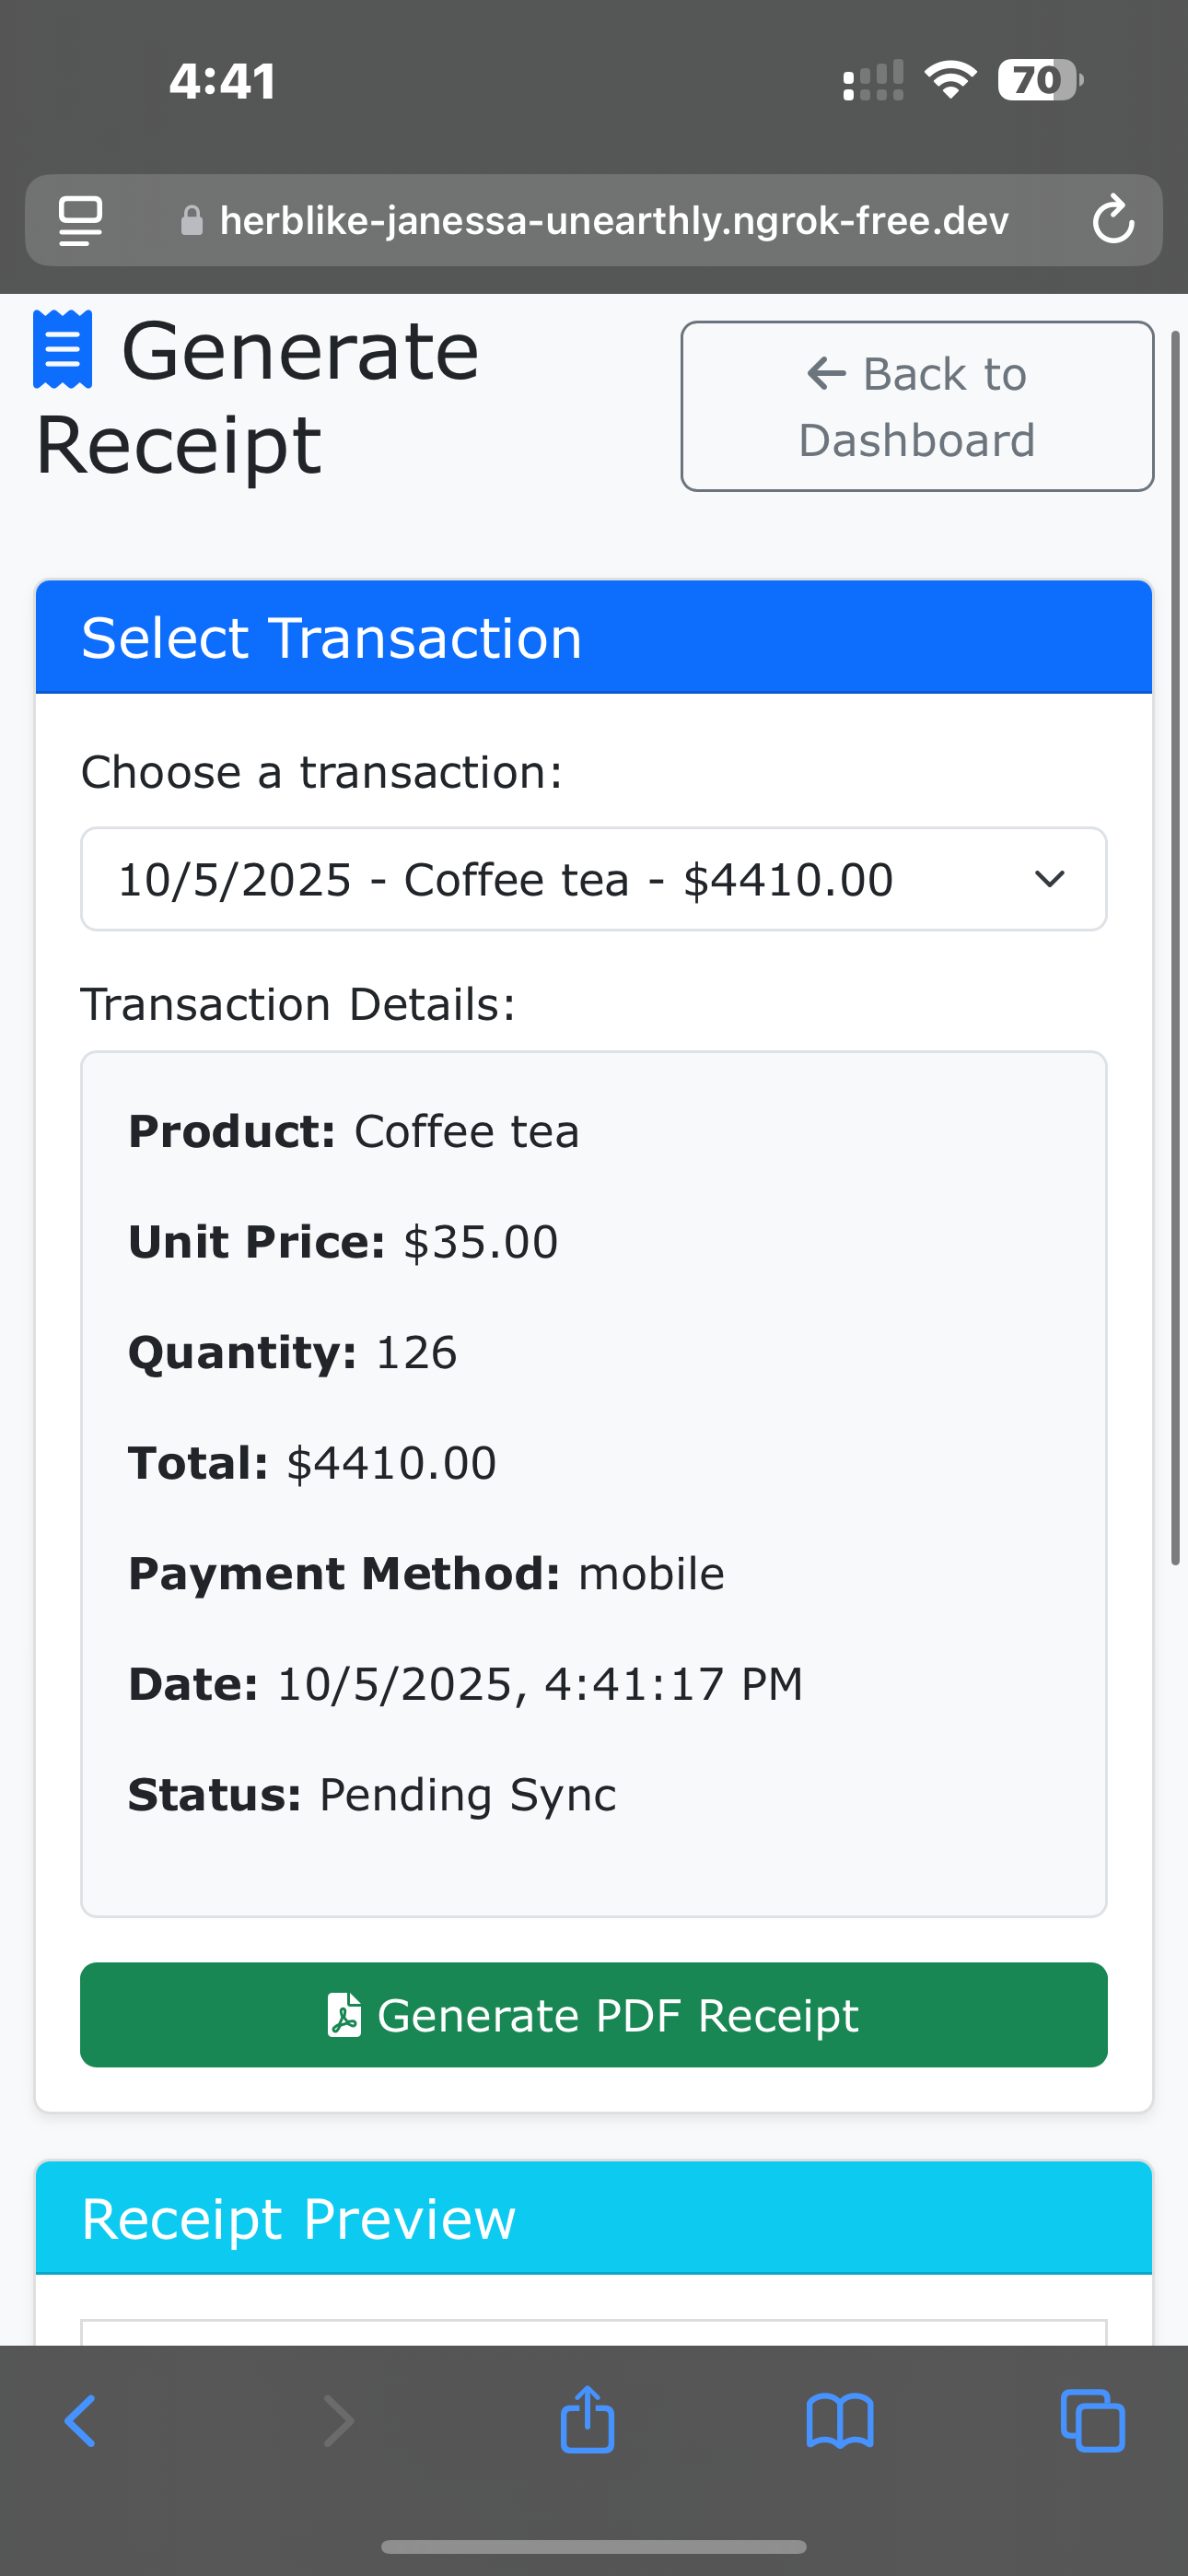 4:41
70
herblike-janessa-unearthly.ngrok-free.dev
Generate
Receipt
← Back to
Dashboard
Select Transaction
Choose a transaction:
10/5/2025 - Coffee tea - $4410.00
Transaction Details:
Product: Coffee tea
Unit Price: $35.00
Quantity: 126
Total: $4410.00
Payment Method: mobile
Date: 10/5/2025, 4:41:17 PM
Status: Pending Sync
Generate PDF Receipt
Receipt Preview